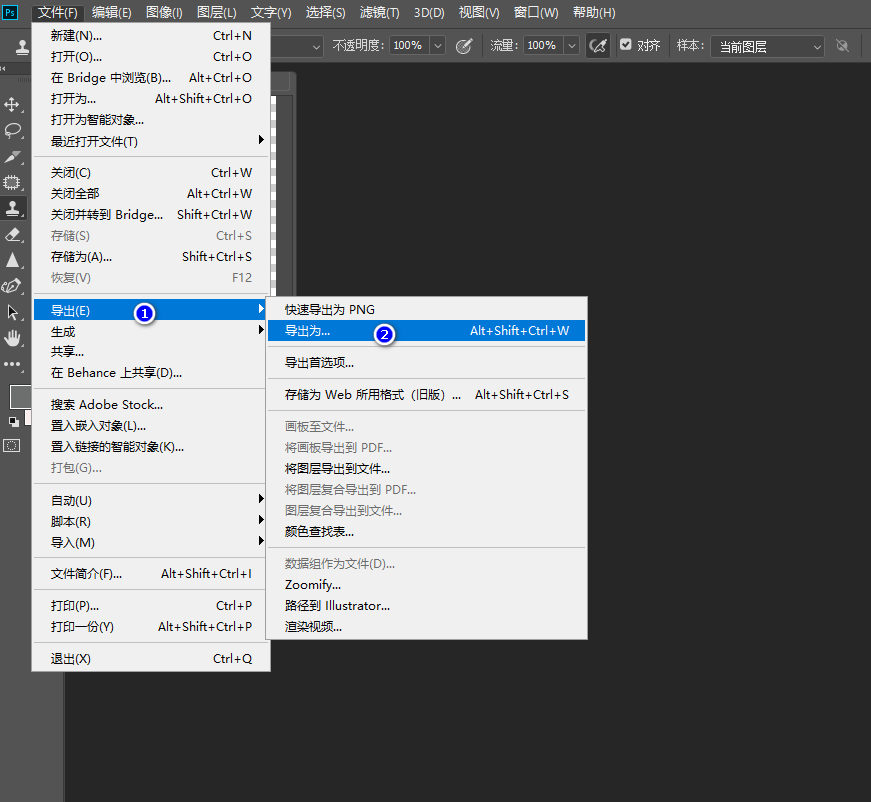 Ps 文件(F) 编辑(E) 图像(I) 图层(L) 文字(Y) 选择(S) 滤镜(T) 3D(D) 视图(V) 窗口(W) 帮助(H)
不透明度: 100% 流量: 100% 对齐 样本: 当前图层
新建(N)... Ctrl+N
打开(O)... Ctrl+O
在 Bridge 中浏览(B)... Alt+Ctrl+O
打开为... Alt+Shift+Ctrl+O
打开为智能对象...
最近打开文件(T)
关闭(C) Ctrl+W
关闭全部 Alt+Ctrl+W
关闭并转到 Bridge... Shift+Ctrl+W
存储(S) Ctrl+S
存储为(A)... Shift+Ctrl+S
恢复(V) F12
导出(E) 1
生成
共享...
在 Behance 上共享(D)...
搜索 Adobe Stock...
置入嵌入对象(L)...
置入链接的智能对象(K)...
打包(G)...
自动(U)
脚本(R)
导入(M)
文件简介(F)... Alt+Shift+Ctrl+I
打印(P)... Ctrl+P
打印一份(Y) Alt+Shift+Ctrl+P
退出(X) Ctrl+Q
快速导出为 PNG
导出为... 2 Alt+Shift+Ctrl+W
导出首选项...
存储为 Web 所用格式（旧版）... Alt+Shift+Ctrl+S
画板至文件...
将画板导出到 PDF...
将图层导出到文件...
将图层复合导出到 PDF...
图层复合导出到文件...
颜色查找表...
数据组作为文件(D)...
Zoomify...
路径到 Illustrator...
渲染视频...